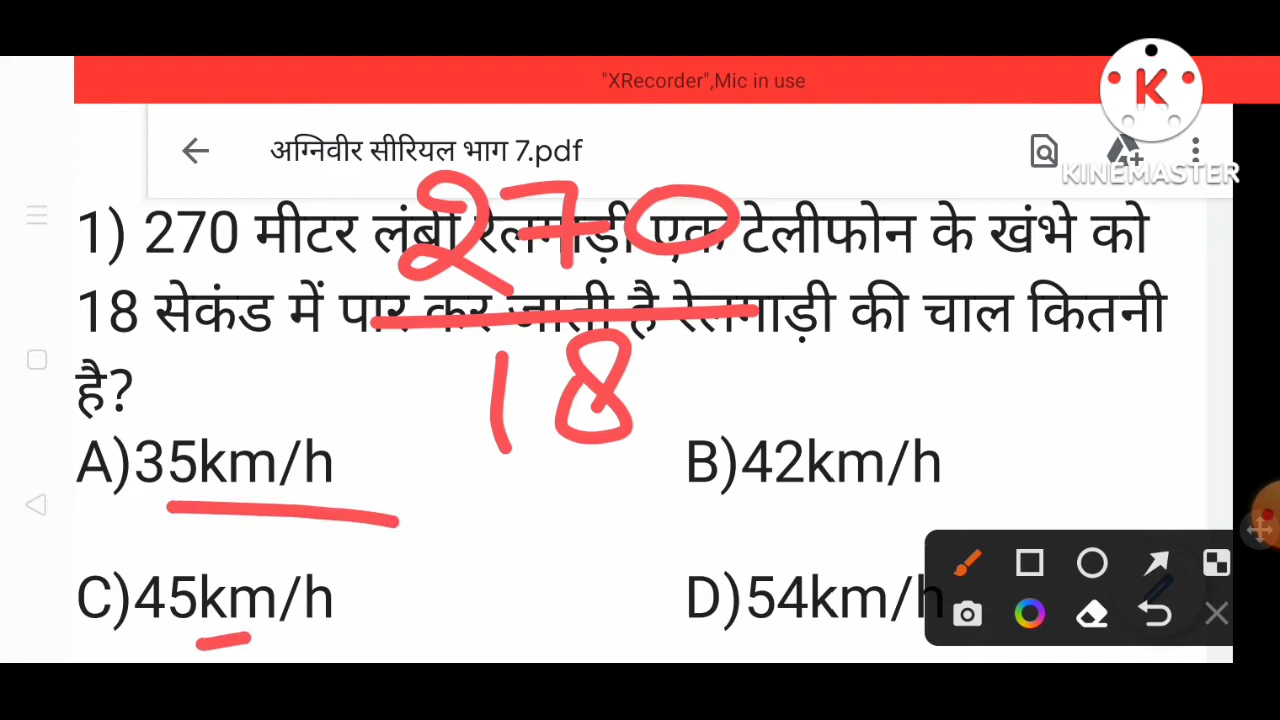 "XRecorder",Mic in use
K
KINEMASTER
अग्निवीर सीरियल भाग 7.pdf
1) 270 मीटर लंबी रेलगाड़ी एक टेलीफोन के खंभे को
18 सेकंड में पार कर जाती है रेलगाड़ी की चाल कितनी
है?
270
18
A)35km/h
B)42km/h
C)45km/h
D)54km/h